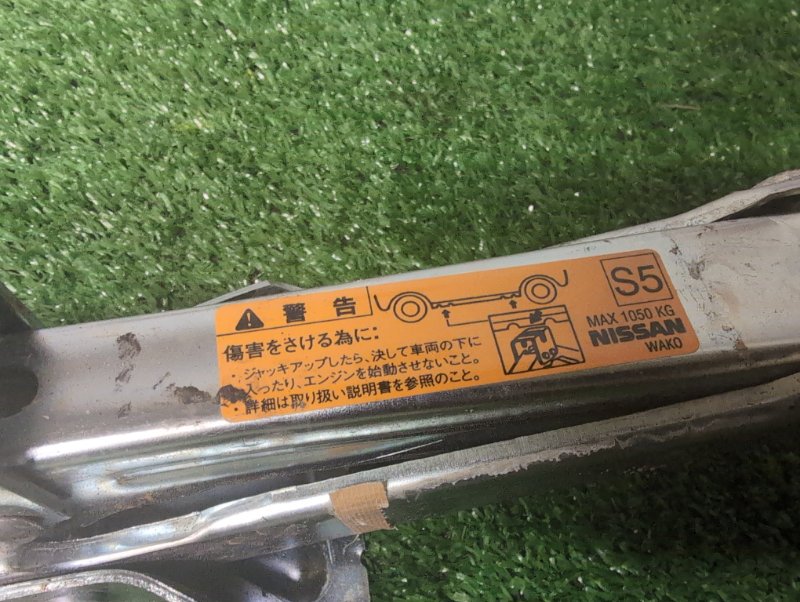 警告
傷害をさける為に:
・ジャッキアップしたら、決して車両の下に
入ったり、エンジンを始動させないこと。
・詳細は取り扱い説明書を参照のこと。
S5
MAX 1050 KG
NISSAN
WAKO